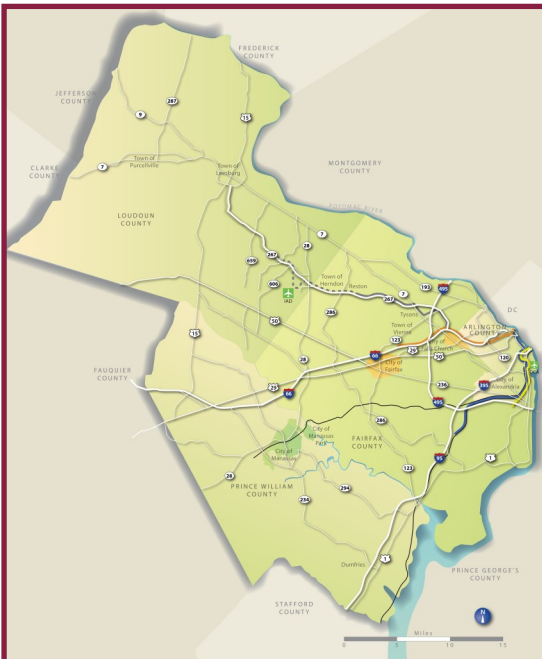 FREDERICK
COUNTY
JEFFERSON
COUNTY
287
9
15
CLARKE
COUNTY
7
Town of
Purcellville
Town of
Leesburg
MONTGOMERY
COUNTY
LOUDOUN
COUNTY
POTOMAC RIVER
7
28
267
659
606
IAD
Town of
Herndon
Reston
193
495
7
267
Tysons
DC
286
50
15
ARLINGTON
COUNTY
Town of
Vienna
123
29
City of
Falls Church
50
120
28
66
City of
Fairfax
236
395
City of
Alexandria
FAUQUIER
COUNTY
29
66
495
286
City of
Manassas
Park
FAIRFAX
COUNTY
City of
Manassas
95
1
123
28
PRINCE WILLIAM
COUNTY
234
294
1
Dumfries
PRINCE GEORGE'S
COUNTY
STAFFORD
COUNTY
N
Miles
0 5 10 15